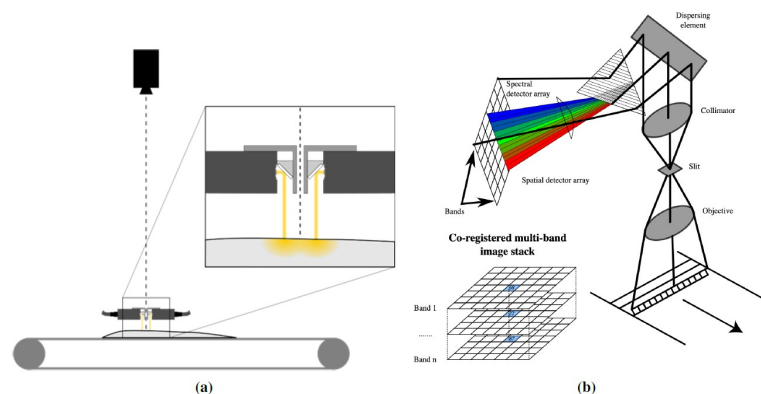 Dispersing
element
Spectral
detector array
Collimator
Slit
Spatial detector array
Bands
Objective
Co-registered multi-band
image stack
Band 1
.......
Band n
(a)
(b)